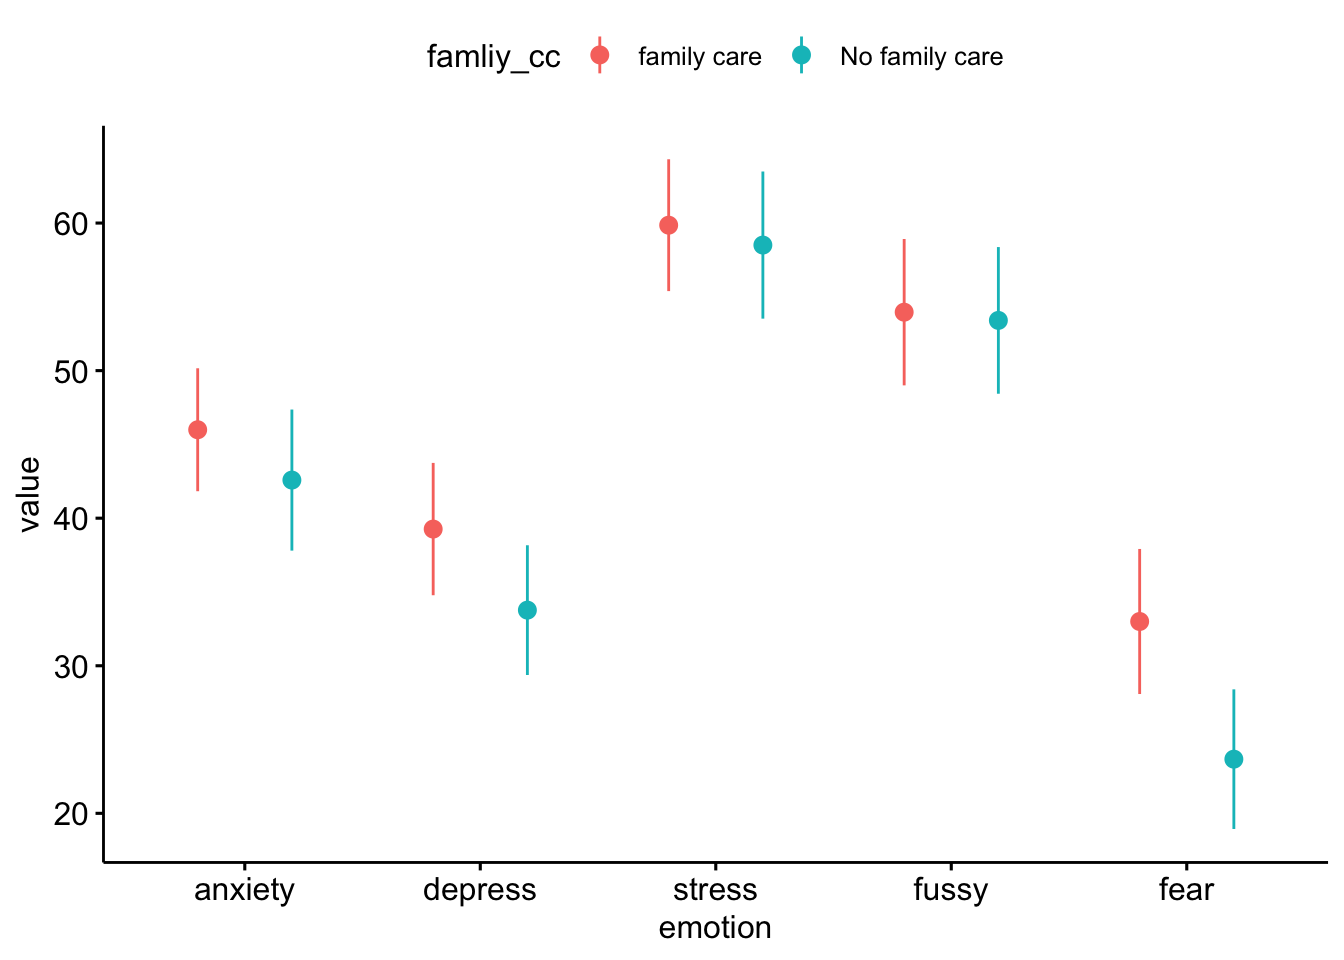 famliy_cc family care No family care
60
50
40
30
20
value
anxiety depress stress fussy fear
emotion